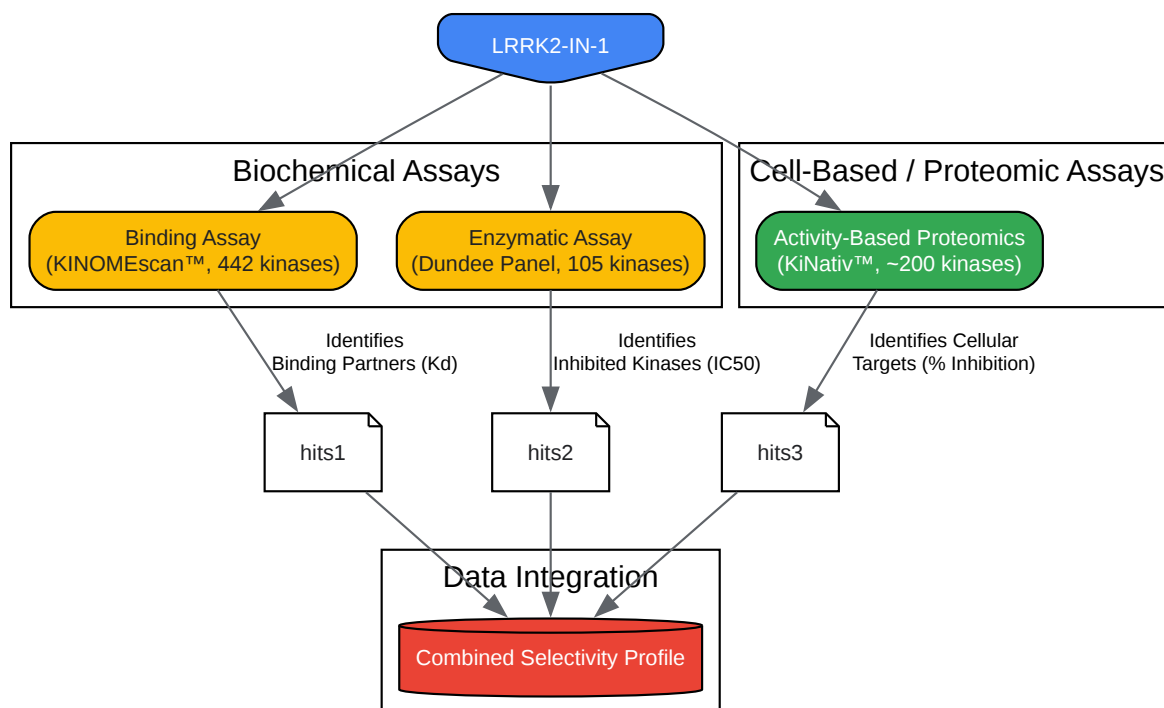 LRRK2-IN-1
Biochemical Assays
Cell-Based / Proteomic Assays
Binding Assay
(KINOMEscan™, 442 kinases)
Enzymatic Assay
(Dundee Panel, 105 kinases)
Activity-Based Proteomics
(KiNativ™, ~200 kinases)
Identifies
Binding Partners (Kd)
Identifies
Inhibited Kinases (IC50)
Identifies Cellular
Targets (% Inhibition)
hits1
hits2
hits3
Data Integration
Combined Selectivity Profile